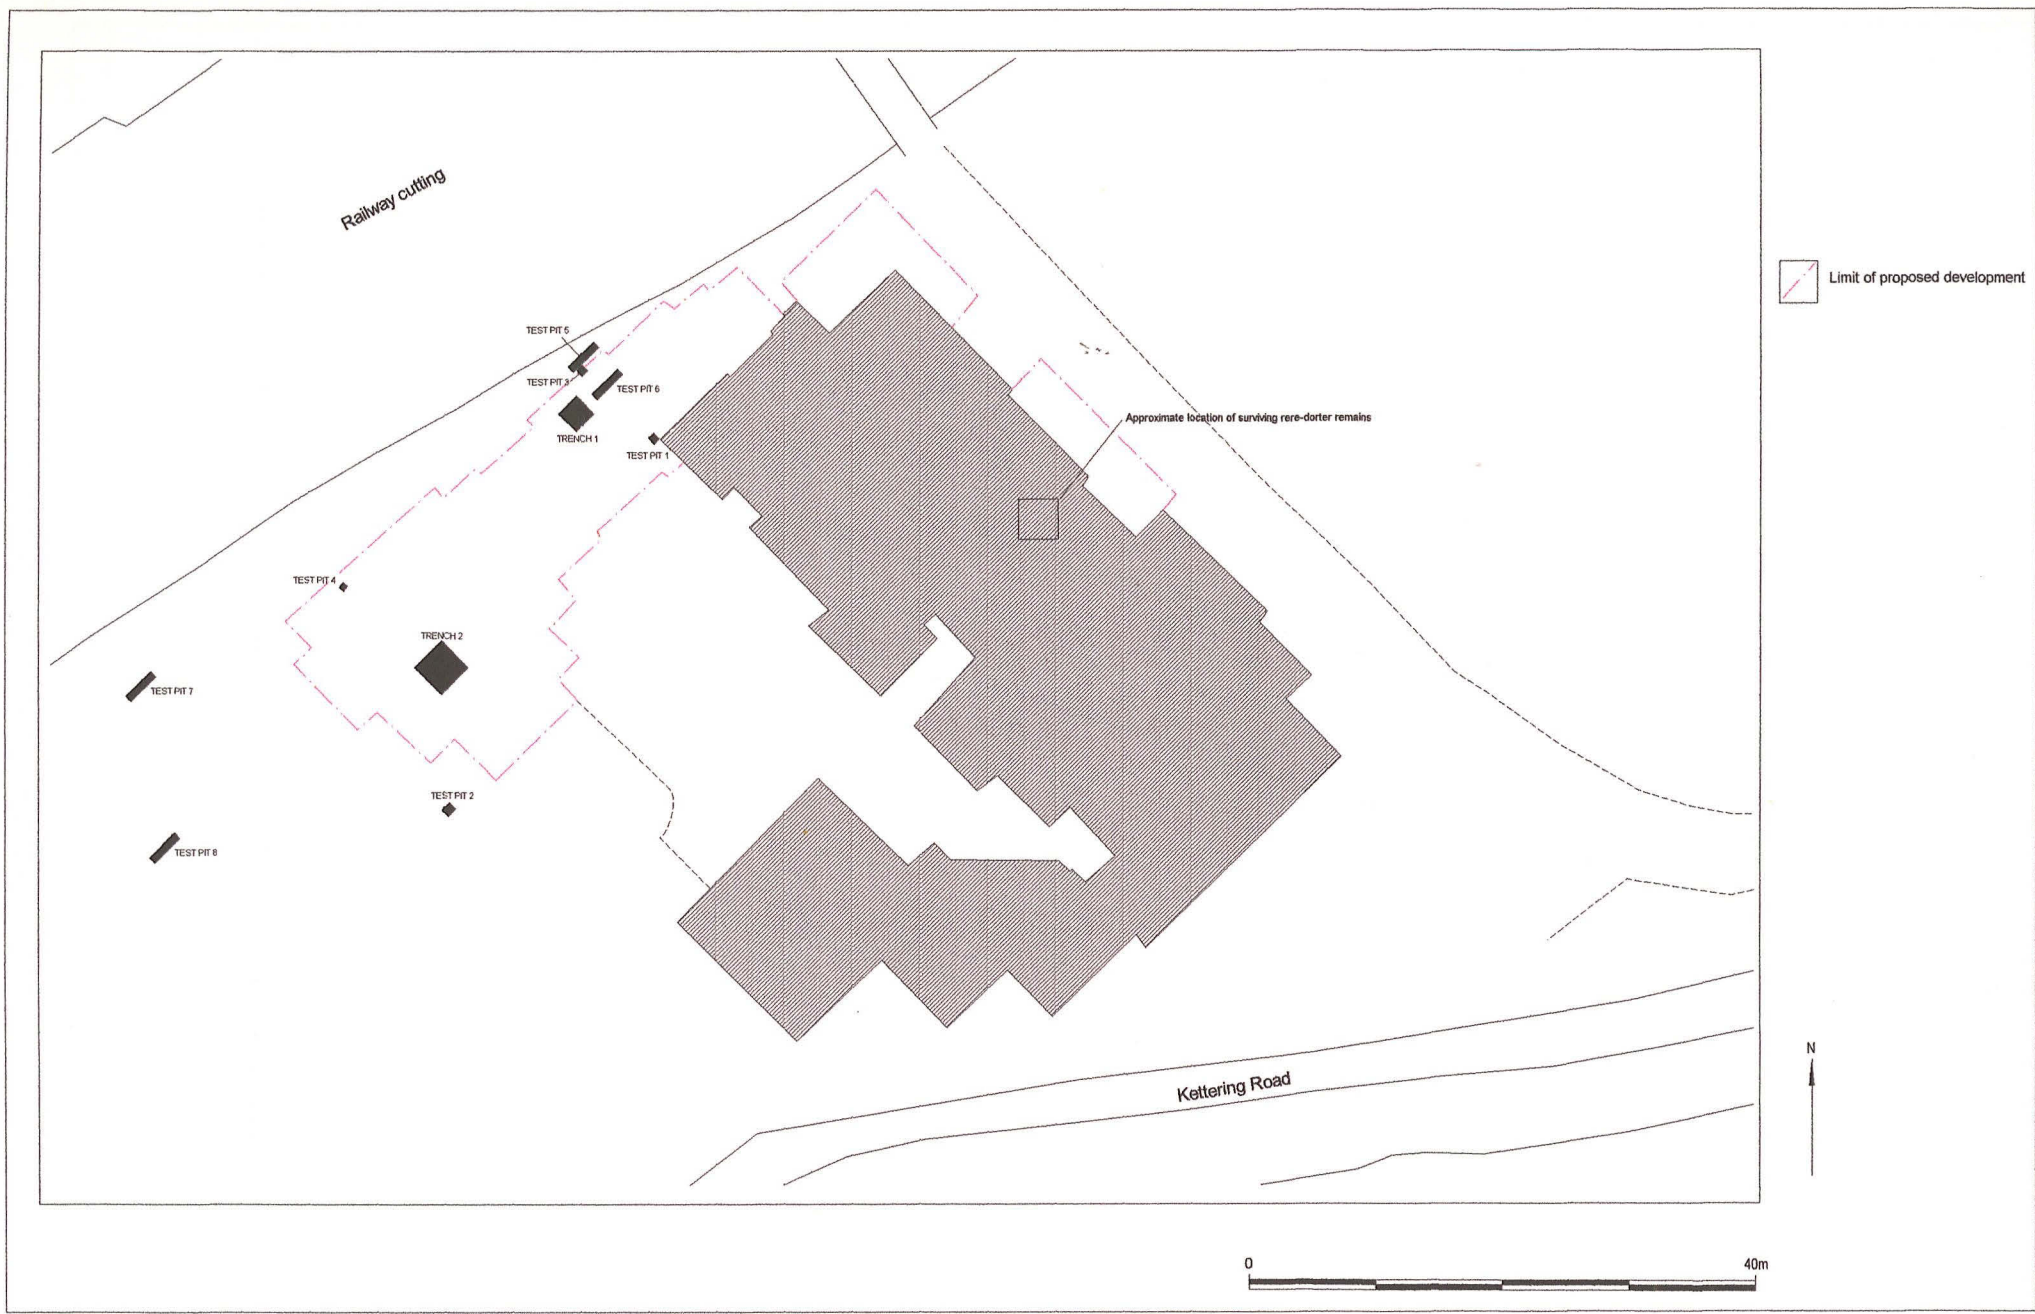 Railway cutting
Limit of proposed development
TEST PIT 5
TEST PIT 3
TEST PIT 6
TRENCH 1
TEST PIT 1
Approximate location of surviving rere-dorter remains
TEST PIT 4
TRENCH 2
TEST PIT 7
TEST PIT 2
TEST PIT 8
Kettering Road
N
0 40m